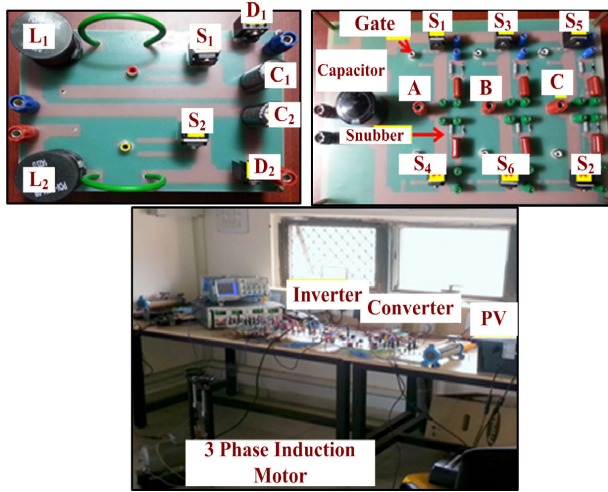 L1
S1
D1
C1
C2
S2
L2
D2
Gate
S1
S3
S5
Capacitor
A
B
C
Snubber
S4
S6
S2
Inverter
Converter
PV
3 Phase Induction
Motor